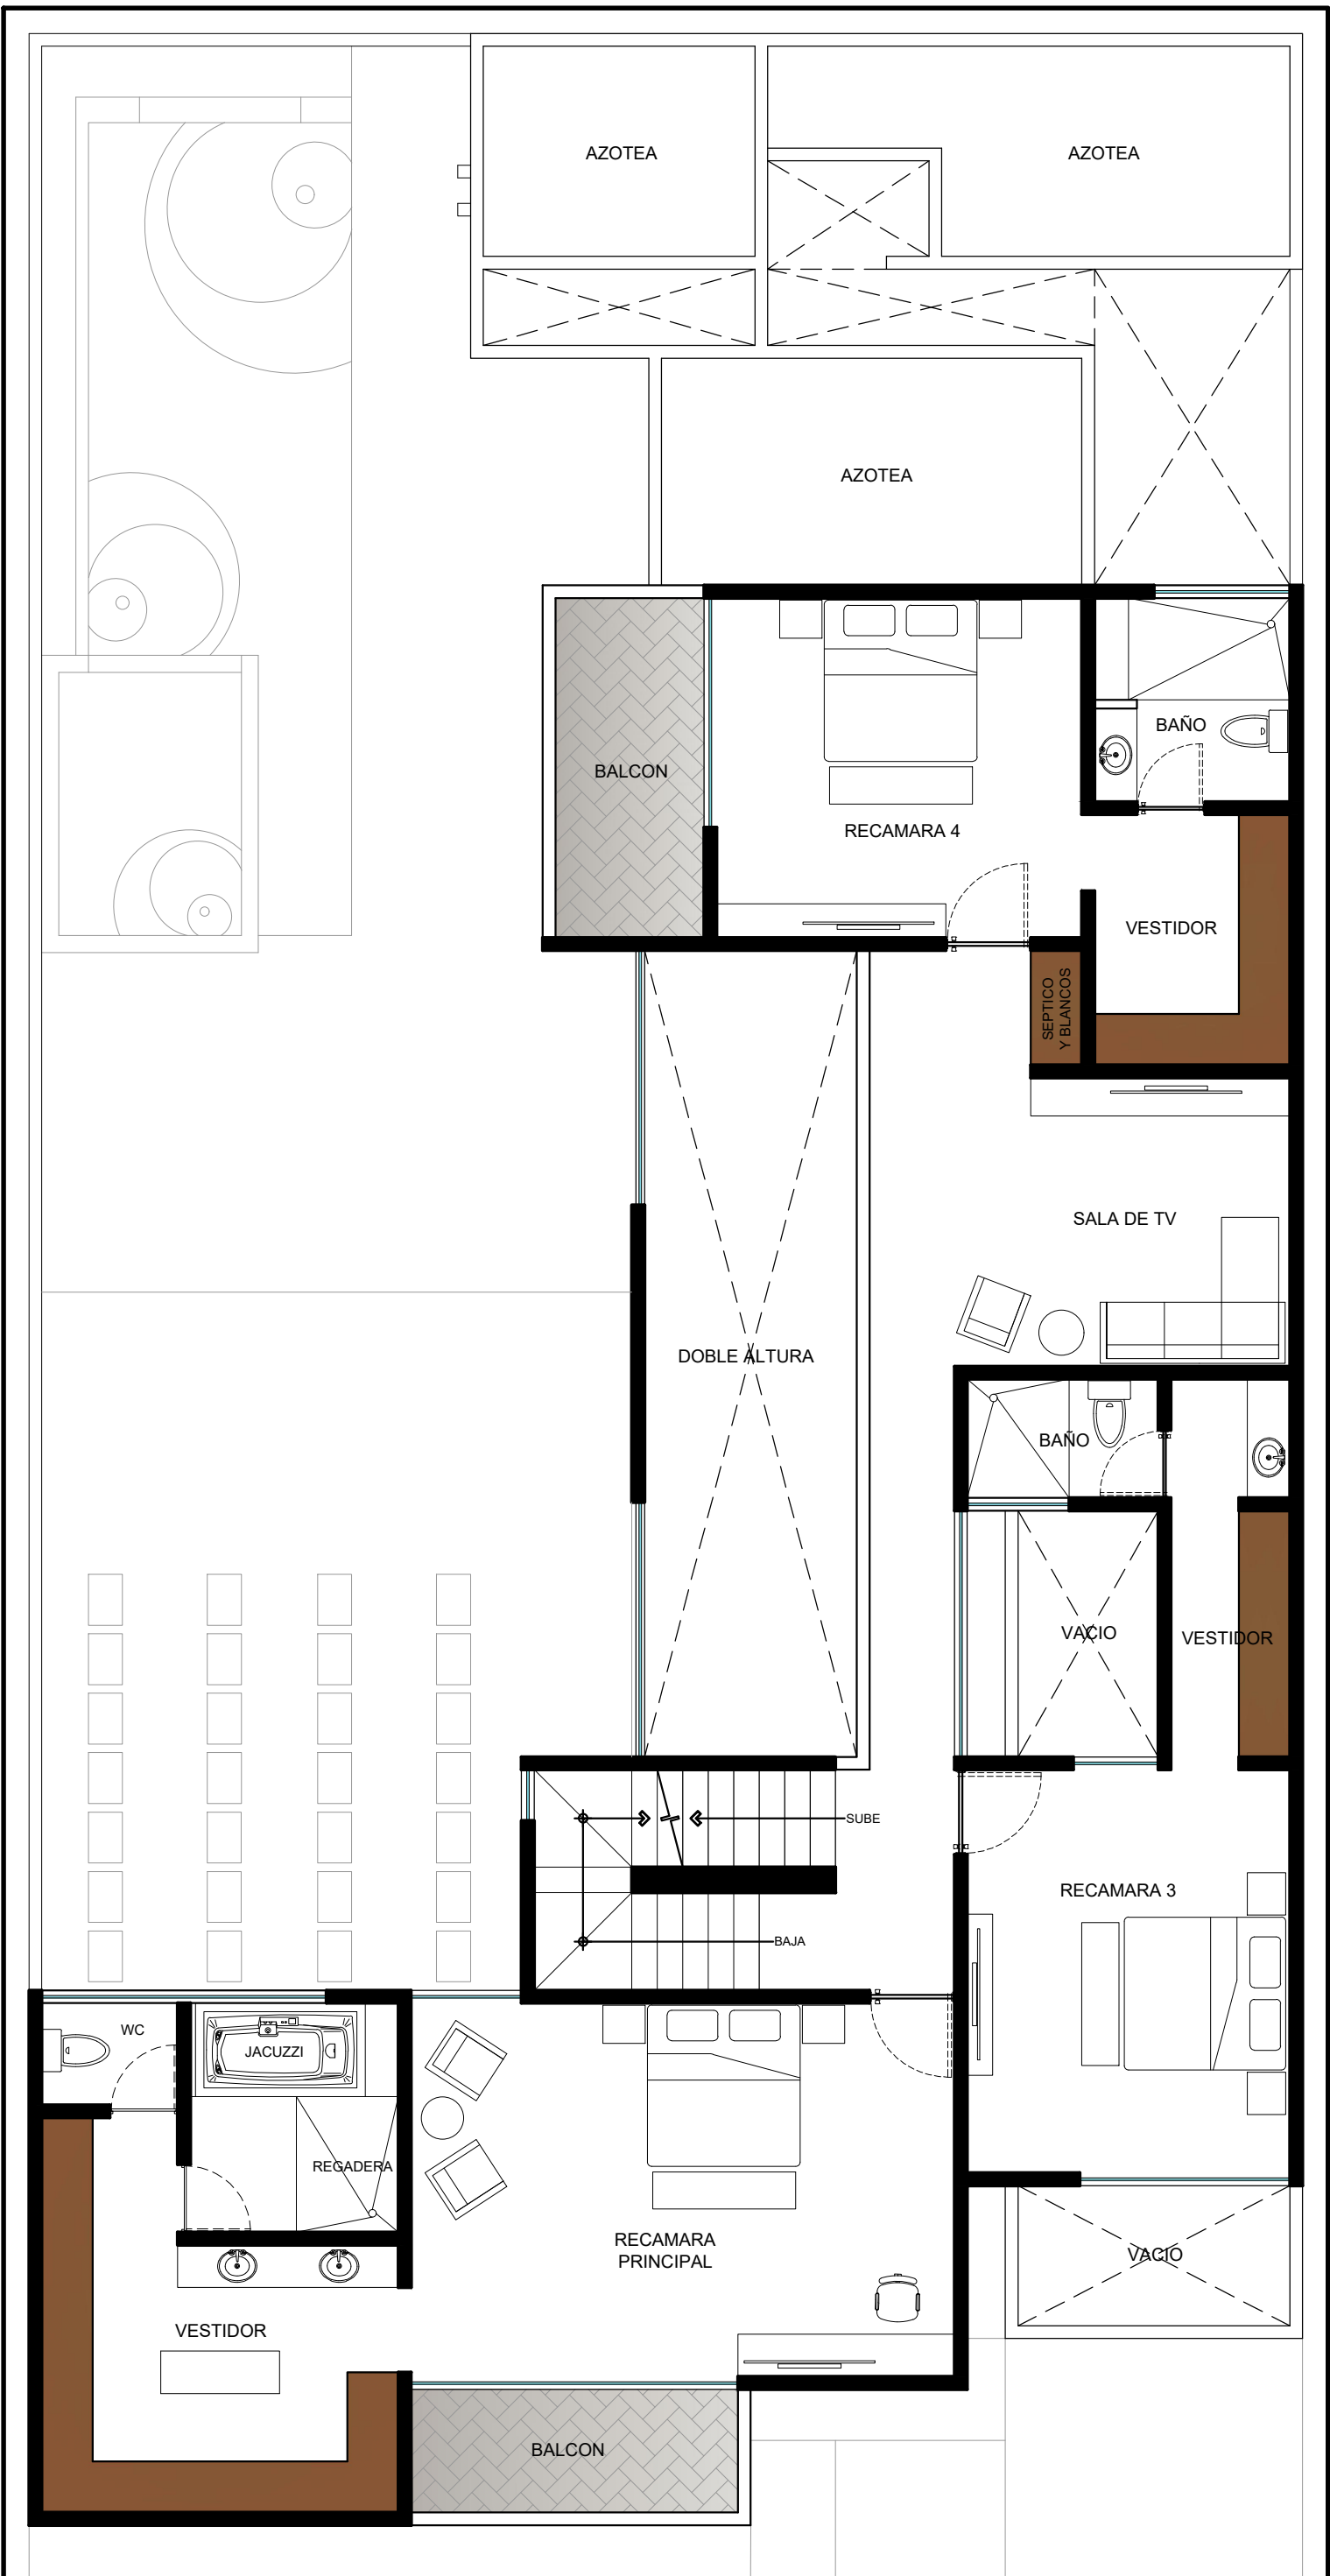 AZOTEA
AZOTEA
AZOTEA
BAÑO
BALCON
RECAMARA 4
VESTIDOR
SEPTICO
Y BLANCOS
SALA DE TV
DOBLE ALTURA
BAÑO
VACIO
VESTIDOR
SUBE
RECAMARA 3
BAJA
WC
JACUZZI
REGADERA
RECAMARA
PRINCIPAL
VACIO
VESTIDOR
BALCON